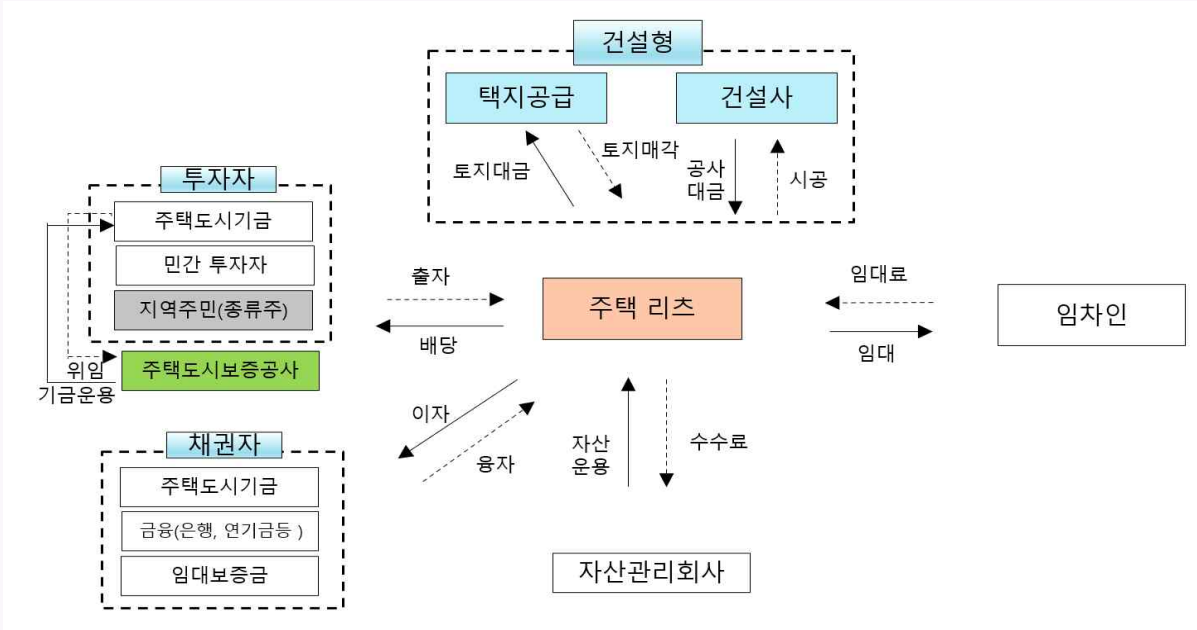 건설형
택지공급
건설사
토지대금
토지매각
공사
대금
시공
투자자
주택도시기금
민간 투자자
지역주민(종류주)
주택도시보증공사
위임
기금운용
출자
배당
주택 리츠
임대료
임대
임차인
이자
융자
자산
운용
수수료
채권자
주택도시기금
금융(은행, 연기금등 )
임대보증금
자산관리회사